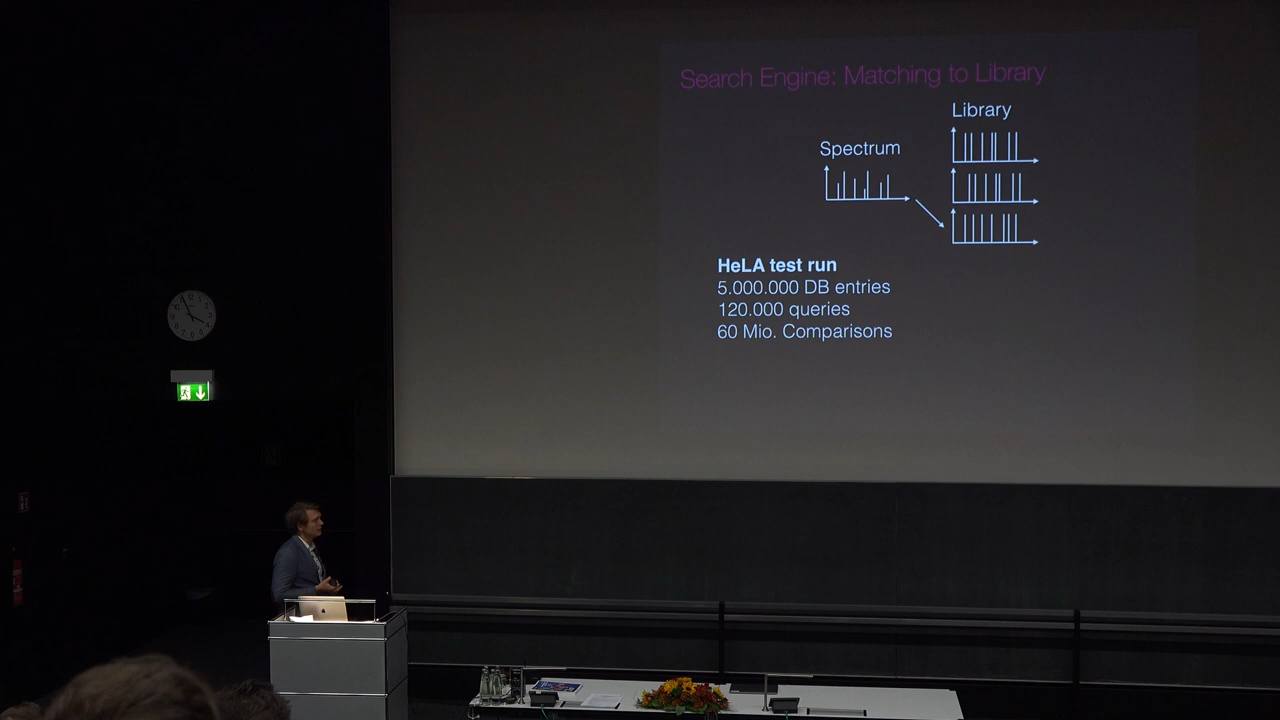 Search Engine: Matching to Library
Library
Spectrum
HeLA test run
5.000.000 DB entries
120.000 queries
60 Mio. Comparisons